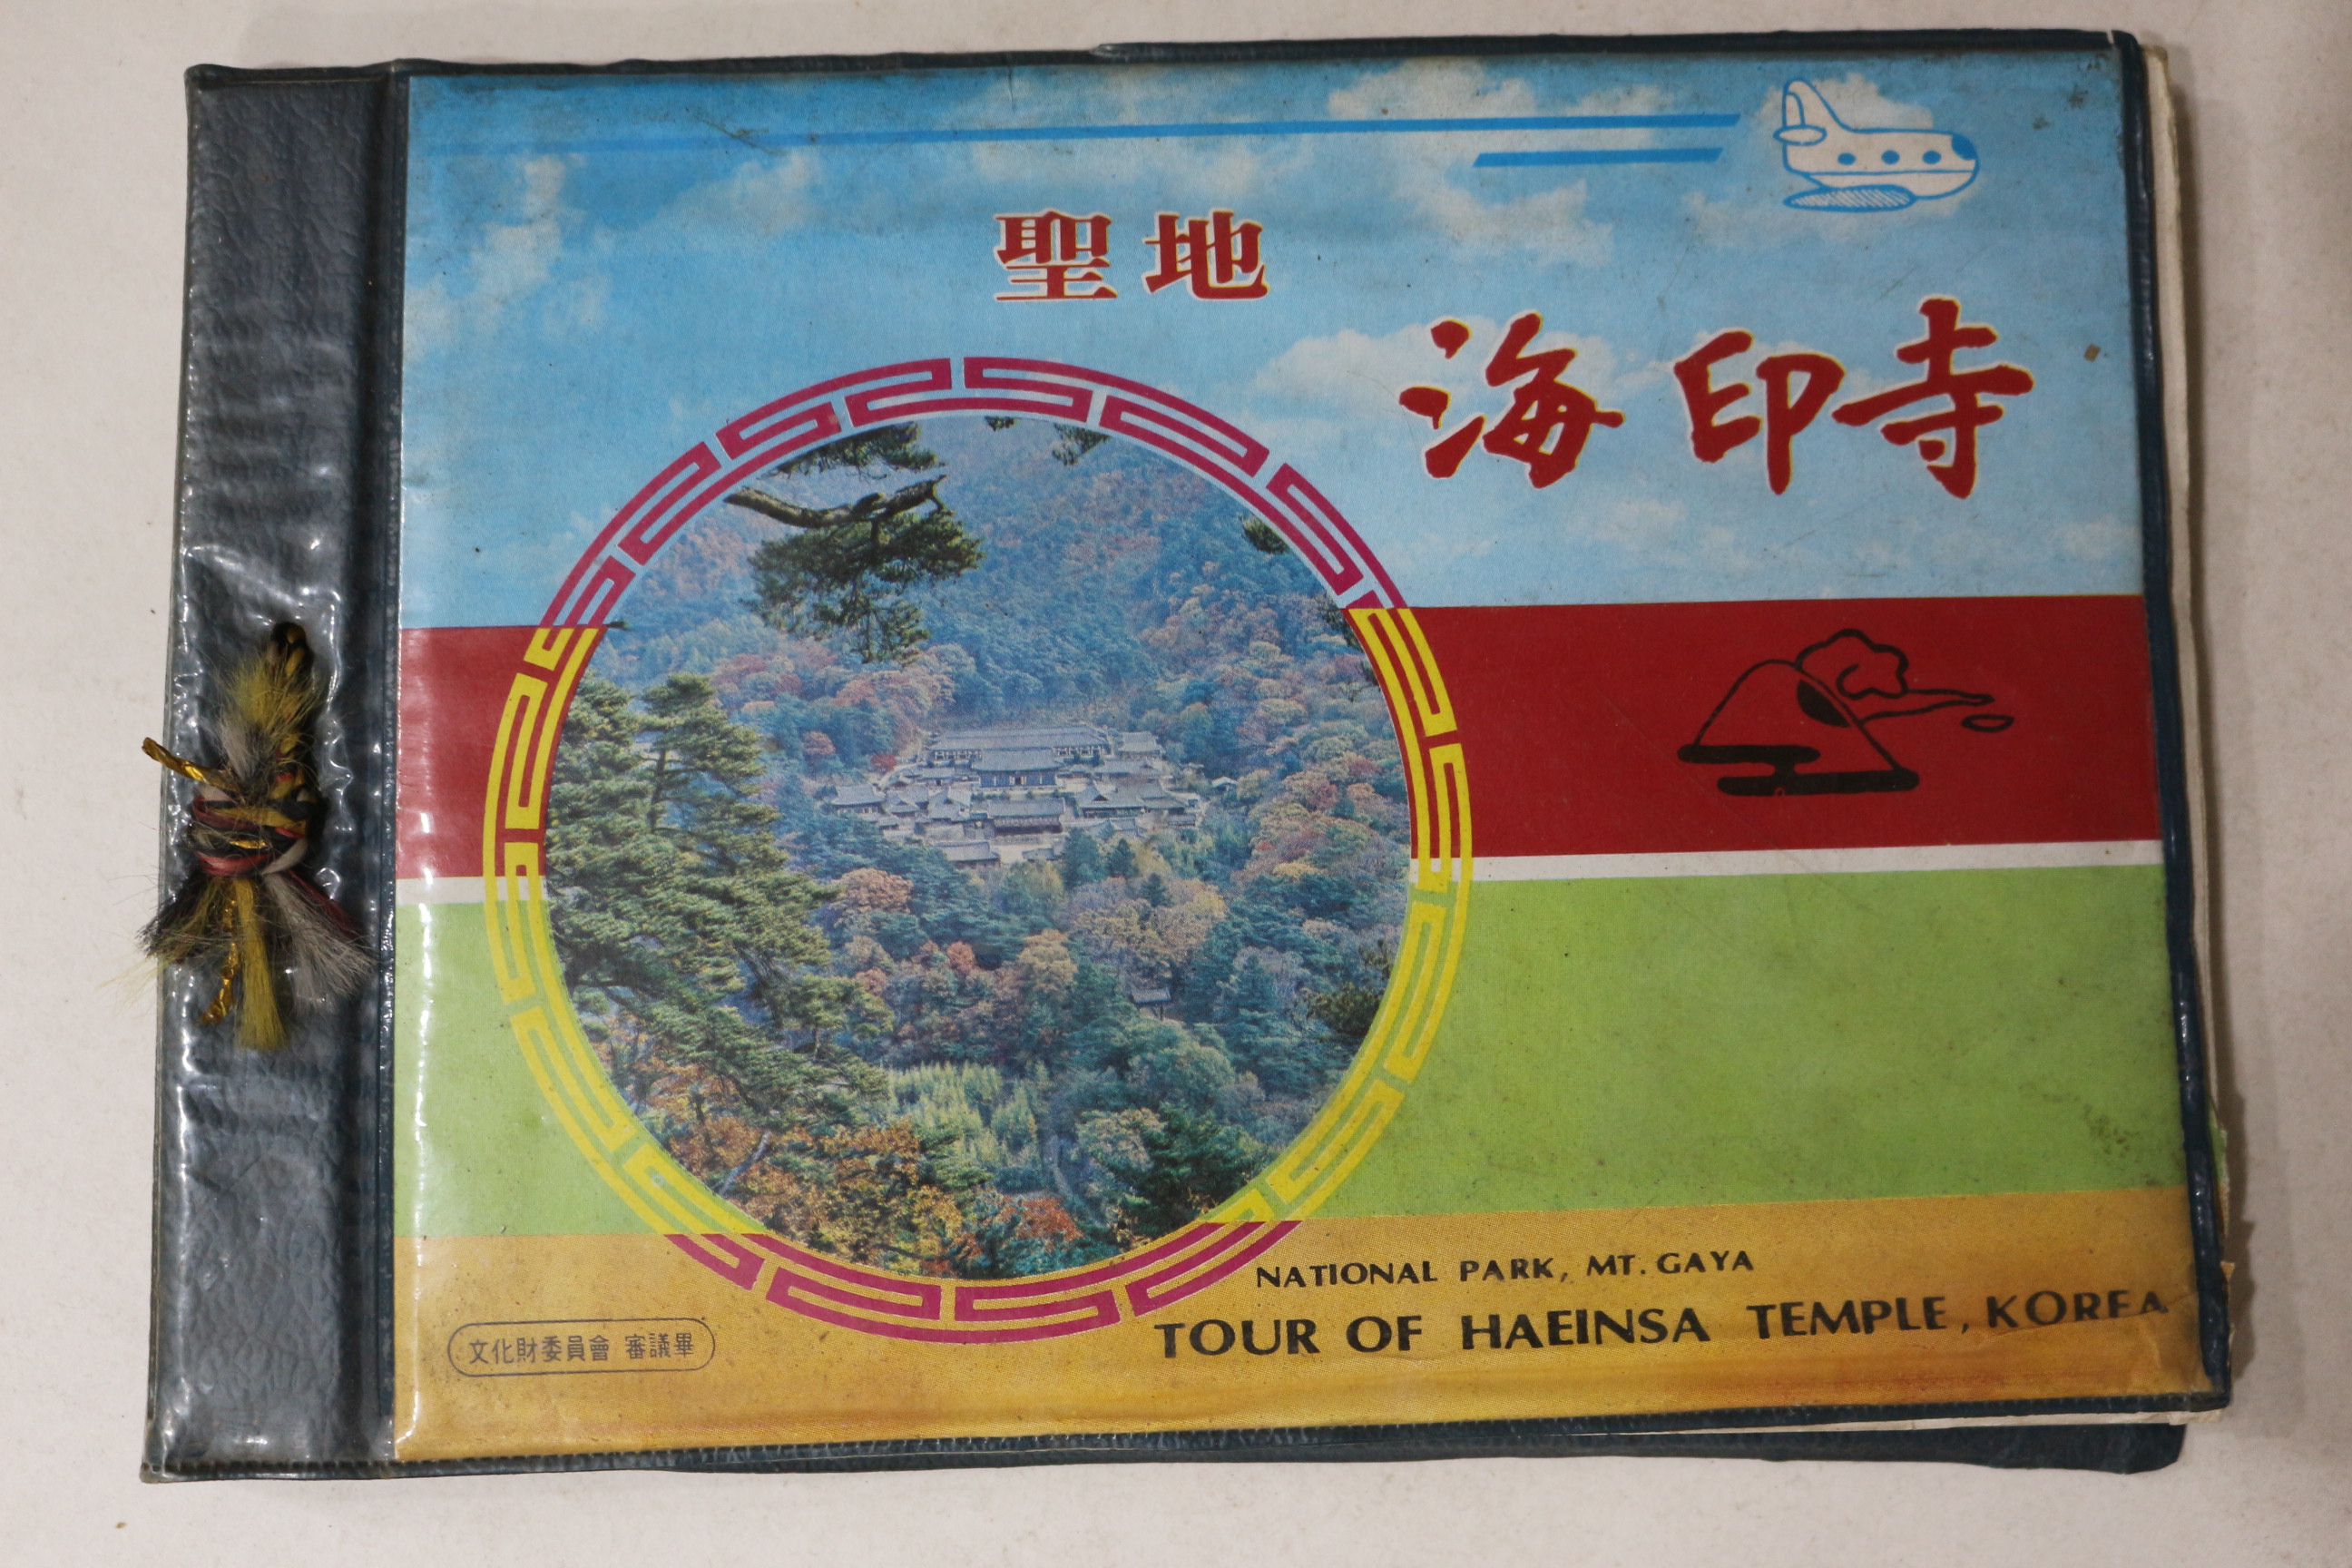 聖地
海印寺
NATIONAL PARK, MT. GAYA
TOUR OF HAEINSA TEMPLE, KOREA
文化財委員會 審議畢